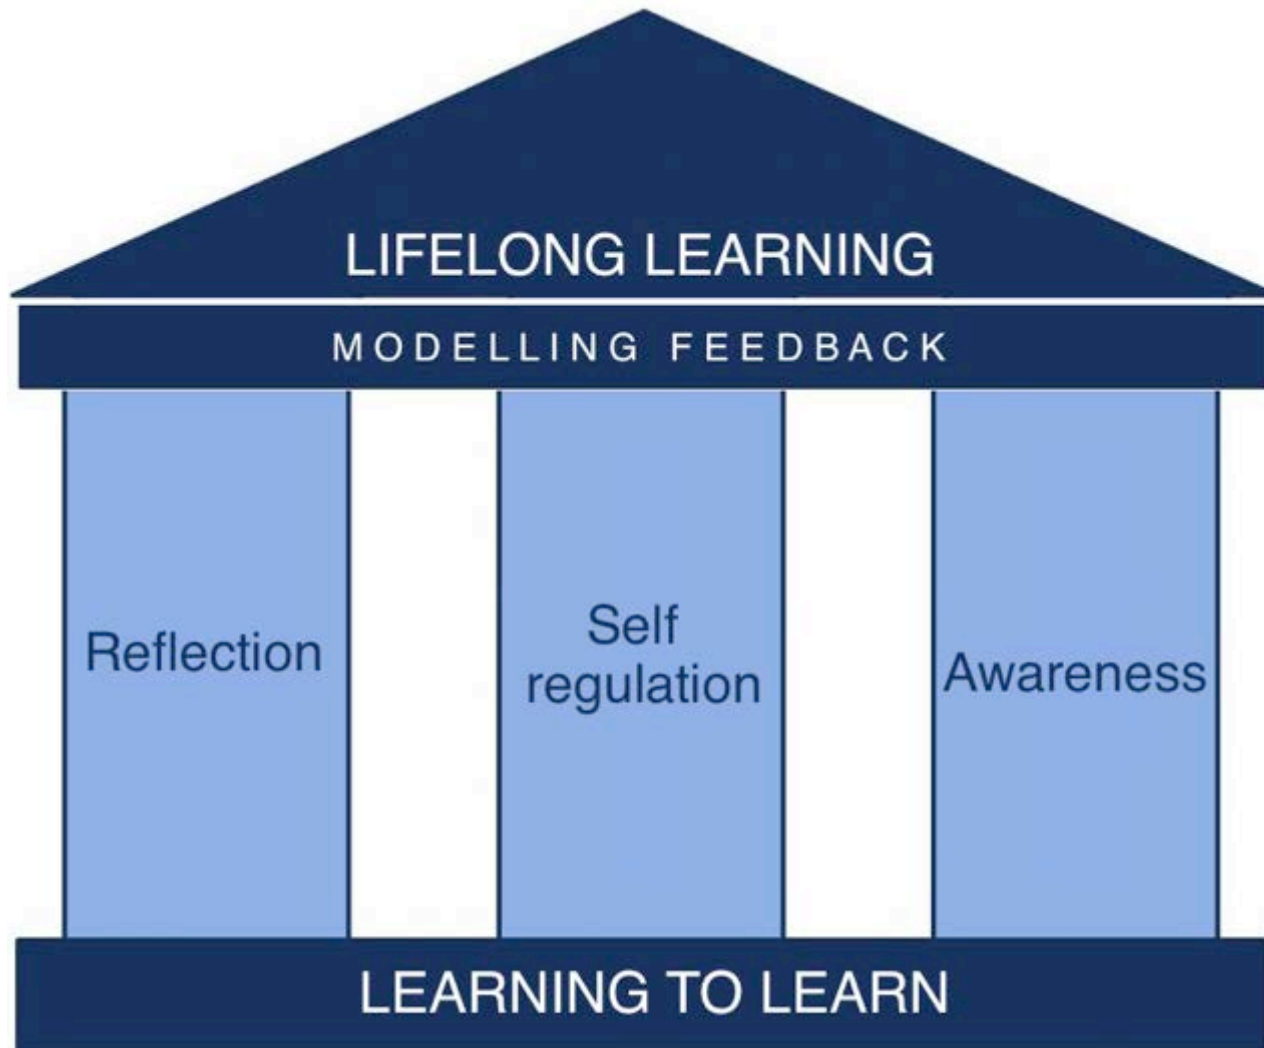 LIFELONG LEARNING
MODELLING FEEDBACK
Reflection
Self
regulation
Awareness
LEARNING TO LEARN